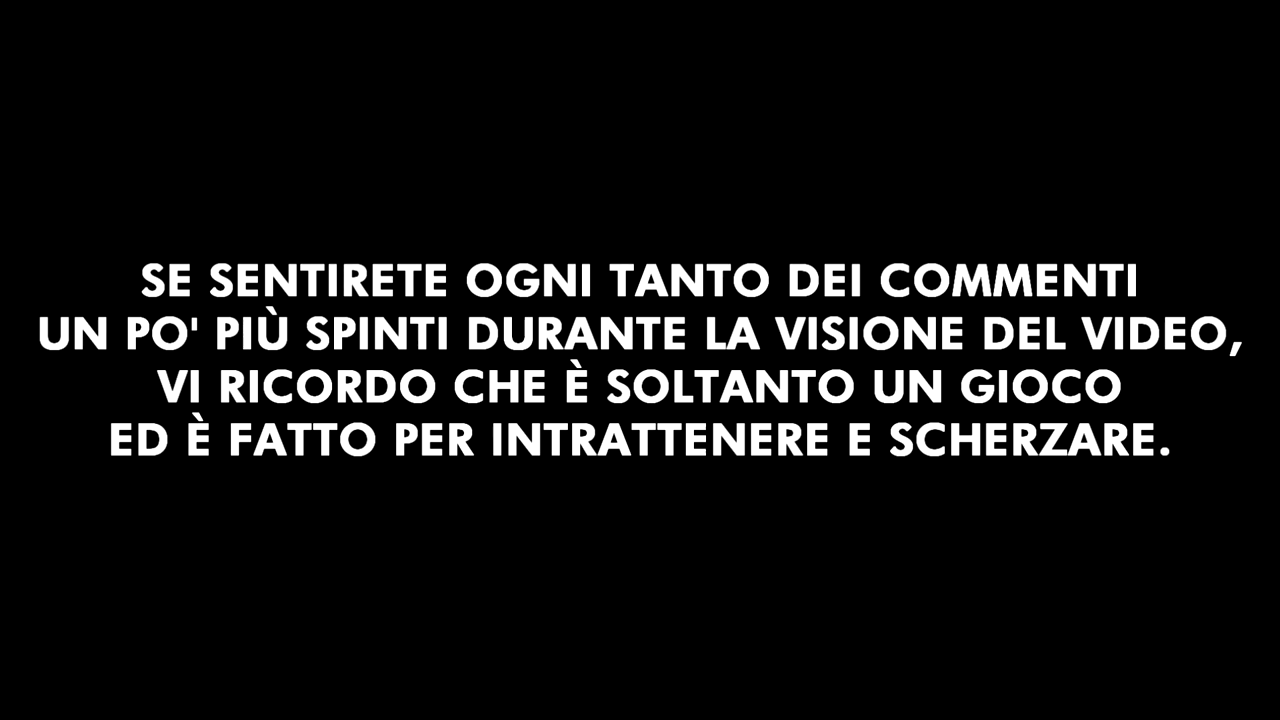 SE SENTIRETE OGNI TANTO DEI COMMENTI
UN PO' PIÙ SPINTI DURANTE LA VISIONE DEL VIDEO,
VI RICORDO CHE È SOLTANTO UN GIOCO
ED È FATTO PER INTRATTENERE E SCHERZARE.